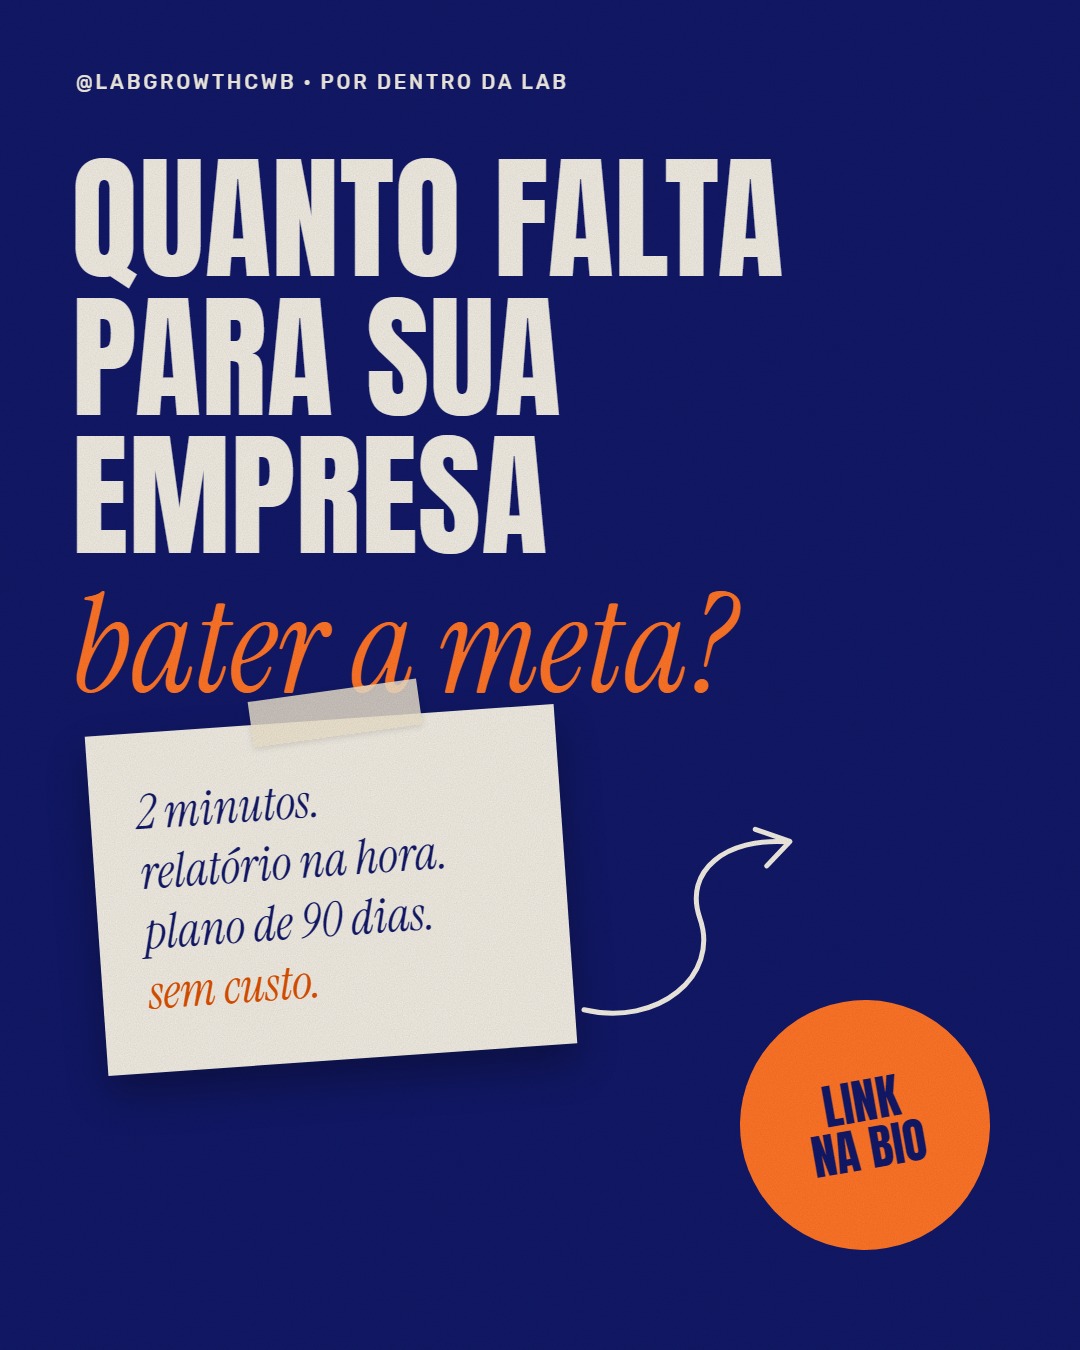 @LABGROWTHCWB • POR DENTRO DA LAB
QUANTO FALTA
PARA SUA
EMPRESA
bater a meta?
2 minutos.
relatório na hora.
plano de 90 dias.
sem custo.
LINK
NA BIO